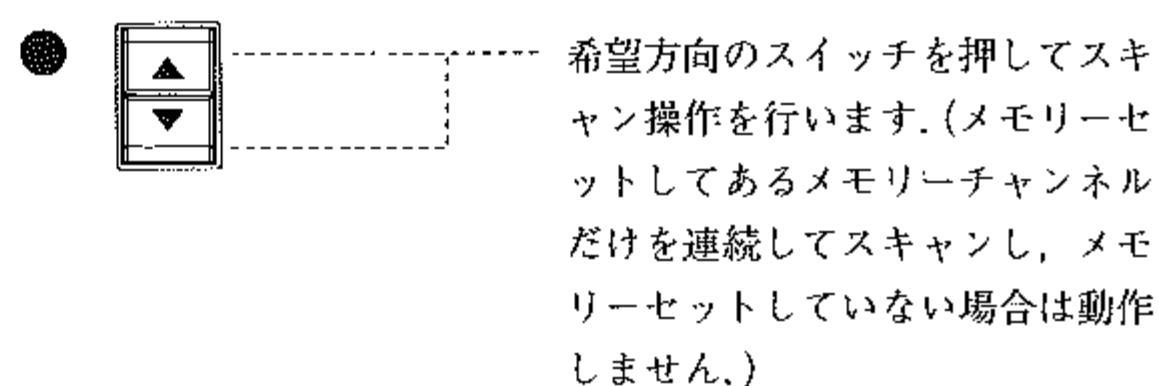 希望方向のスイッチを押してスキ
ャン操作を行います.(メモリーセ
ットしてあるメモリーチャンネル
だけを連続してスキャンし,メモ
リーセットしていない場合は動作
しません.)